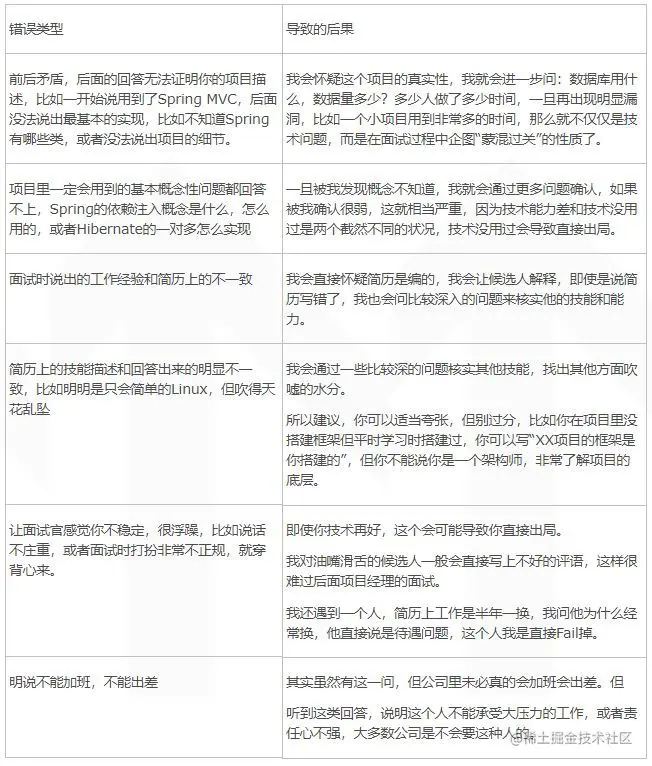 错误类型
导致的后果
前后矛盾，后面的回答无法证明你的项目描
述，比如一开始说用到了Spring MVC，后面
没法说出最基本的实现，比如不知道Spring
有哪些类，或者没法说出项目的细节。
我会怀疑这个项目的真实性，我就会进一步问：数据库用什
么，数据量多少？多少人做了多少时间，一旦再出现明显漏
洞，比如一个小项目用到非常多的时间，那么就不仅仅是技
术问题，而是在面试过程中企图“蒙混过关”的性质了。
项目里一定会用到的基本概念性问题都回答
不上，Spring的依赖注入概念是什么，怎么
用的，或者Hibernate的一对多怎么实现
一旦被我发现概念不知道，我就会通过更多问题确认，如果
被我确认很弱，这就相当严重，因为技术能力差和技术没用
过是两个截然不同的状况，技术没用过会导致直接出局。
面试时说出的工作经验和简历上的不一致
我会直接怀疑简历是编的，我会让候选人解释，即使是说简
历写错了，我也会问比较深入的问题来核实他的技能和能
力。
简历上的技能描述和回答出来的明显不一
致，比如明明是只会简单的Linux，但吹得天
花乱坠
我会通过一些比较深的问题核实其他技能，找出其他方面吹
嘘的水分。
所以建议，你可以适当夸张，但别过分，比如你在项目里没
搭建框架但平时学习时搭建过，你可以写“XX项目的框架是
你搭建的”，但你不能说你是一个架构师，非常了解项目的
底层。
让面试官感觉你不稳定，很浮躁，比如说话
不庄重，或者面试时打扮非常不正规，就穿
背心来。
即使你技术再好，这个会可能导致你直接出局。
我对油嘴滑舌的候选人一般会直接写上不好的评语，这样很
难过后面项目经理的面试。
我还遇到一个人，简历上工作是半年一换，我问他为什么经
常换，他直接说是待遇问题，这个人我是直接Fail掉。
明说不能加班，不能出差
其实虽然有这一问，但公司里未必真的会加班会出差。但
听到这类回答，说明这个人不能承受大压力的工作，或者责
任心不强，大多数公司是不会要这种人的。
@稀土掘金技术社区